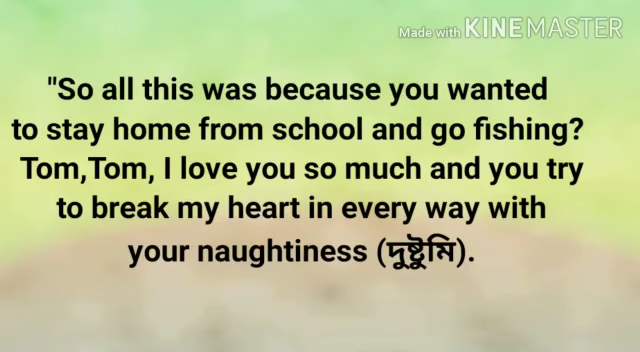 Made with KINEMASTER
"So all this was because you wanted
to stay home from school and go fishing?
Tom,Tom, I love you so much and you try
to break my heart in every way with
your naughtiness (দুষ্টুমি).